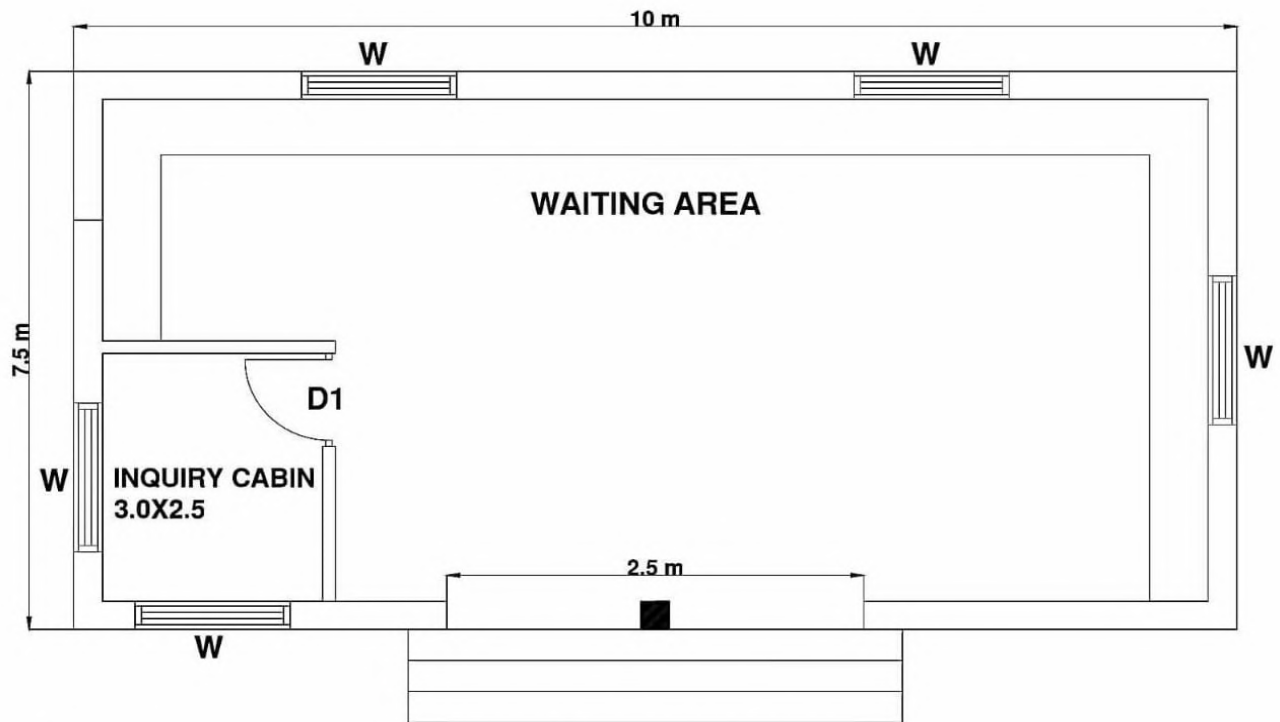 10 m
W
W
WAITING AREA
7.5 m
W
D1
W
INQUIRY CABIN
3.0X2.5
2.5 m
W